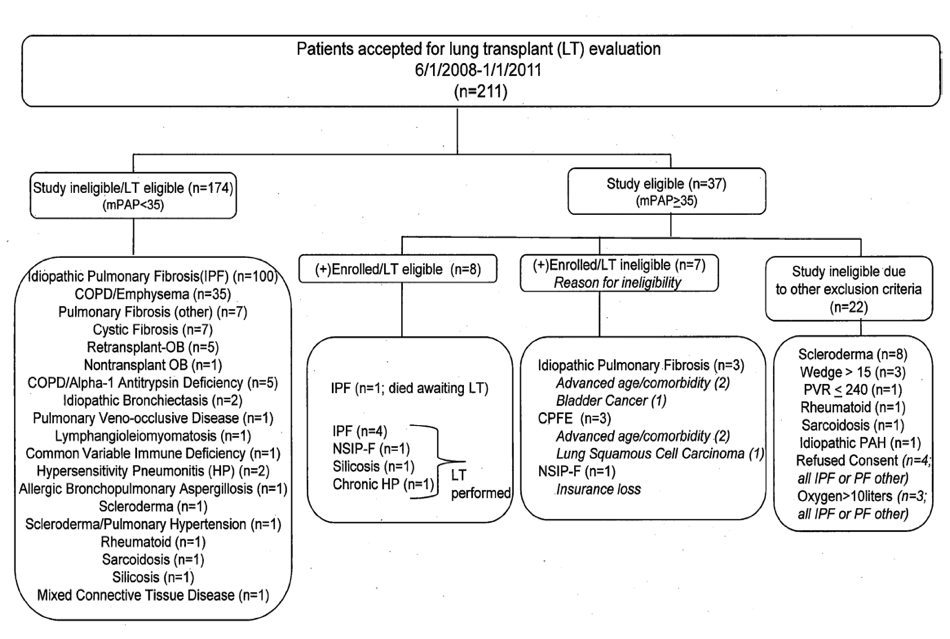 Patients accepted for lung transplant (LT) evaluation
6/1/2008-1/1/2011
(n=211)
Study ineligible/LT eligible (n=174)
(mPAP<35)
Study eligible (n=37)
(mPAP≥35)
Idiopathic Pulmonary Fibrosis(IPF) (n=100)
COPD/Emphysema (n=35)
Pulmonary Fibrosis (other) (n=7)
Cystic Fibrosis (n=7)
Retransplant-OB (n=5)
Nontransplant OB (n=1)
COPD/Alpha-1 Antitrypsin Deficiency (n=5)
Idiopathic Bronchiectasis (n=2)
Pulmonary Veno-occlusive Disease (n=1)
Lymphangioleiomyomatosis (n=1)
Common Variable Immune Deficiency (n=1)
Hypersensitivity Pneumonitis (HP) (n=2)
Allergic Bronchopulmonary Aspergillosis (n=1)
Scleroderma (n=1)
Scleroderma/Pulmonary Hypertension (n=1)
Rheumatoid (n=1)
Sarcoidosis (n=1)
Silicosis (n=1)
Mixed Connective Tissue Disease (n=1)
(+)Enrolled/LT eligible (n=8)
IPF (n=1; died awaiting LT)
IPF (n=4)
NSIP-F (n=1)
Silicosis (n=1)
Chronic HP (n=1)
LT
performed
(+)Enrolled/LT ineligible (n=7)
Reason for ineligibility
Idiopathic Pulmonary Fibrosis (n=3)
Advanced age/comorbidity (2)
Bladder Cancer (1)
CPFE (n=3)
Advanced age/comorbidity (2)
Lung Squamous Cell Carcinoma (1)
NSIP-F (n=1)
Insurance loss
Study ineligible due
to other exclusion criteria
(n=22)
Scleroderma (n=8)
Wedge > 15 (n=3)
PVR ≤ 240 (n=1)
Rheumatoid (n=1)
Sarcoidosis (n=1)
Idiopathic PAH (n=1)
Refused Consent (n=4;
all IPF or PF other)
Oxygen>10liters (n=3;
all IPF or PF other)